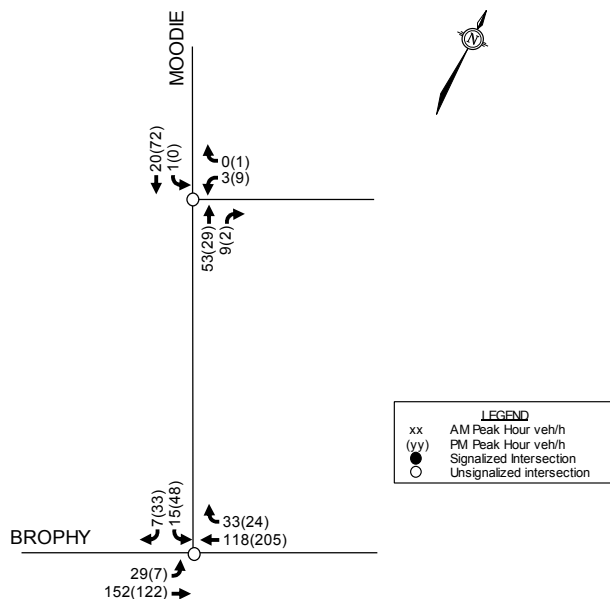 MOODIE
N
20(72)
1(0)
0(1)
3(9)
53(29)
9(2)
LEGEND
xx AM Peak Hour veh/h
(yy) PM Peak Hour veh/h
Signalized Intersection
Unsignalized intersection
7(33)
15(48)
33(24)
118(205)
BROPHY
29(7)
152(122)